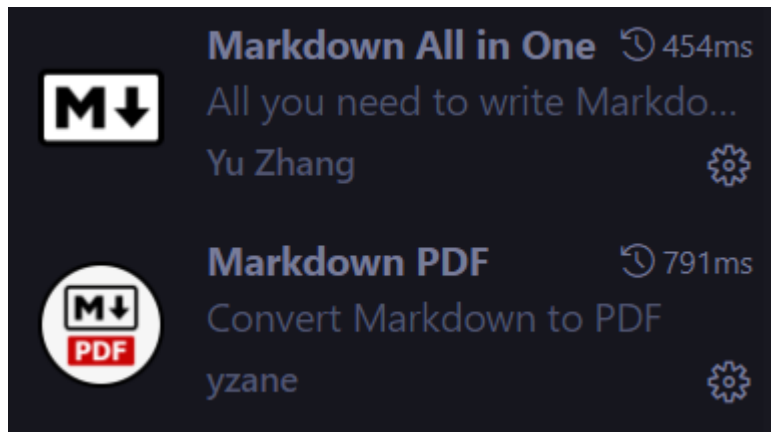 Markdown All in One 454ms
M All you need to write Markdo...
Yu Zhang
Markdown PDF 791ms
M Convert Markdown to PDF
PDF
yzane